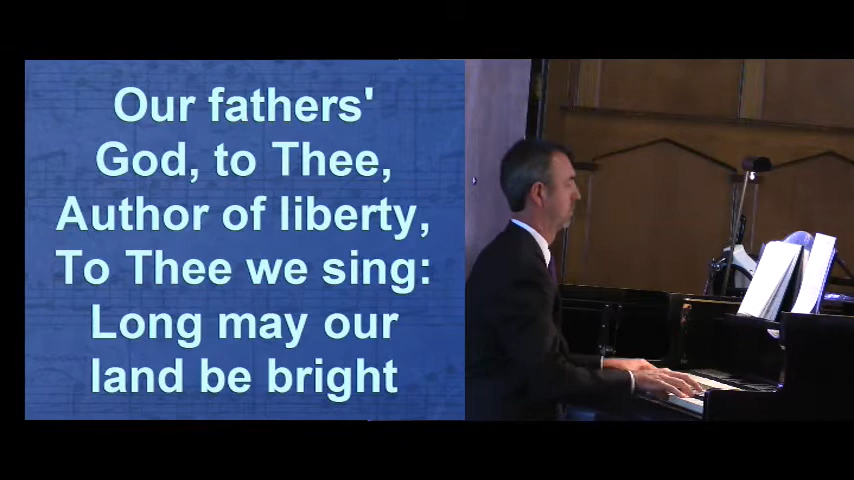 Our fathers'
God, to Thee,
Author of liberty,
To Thee we sing:
Long may our
land be bright